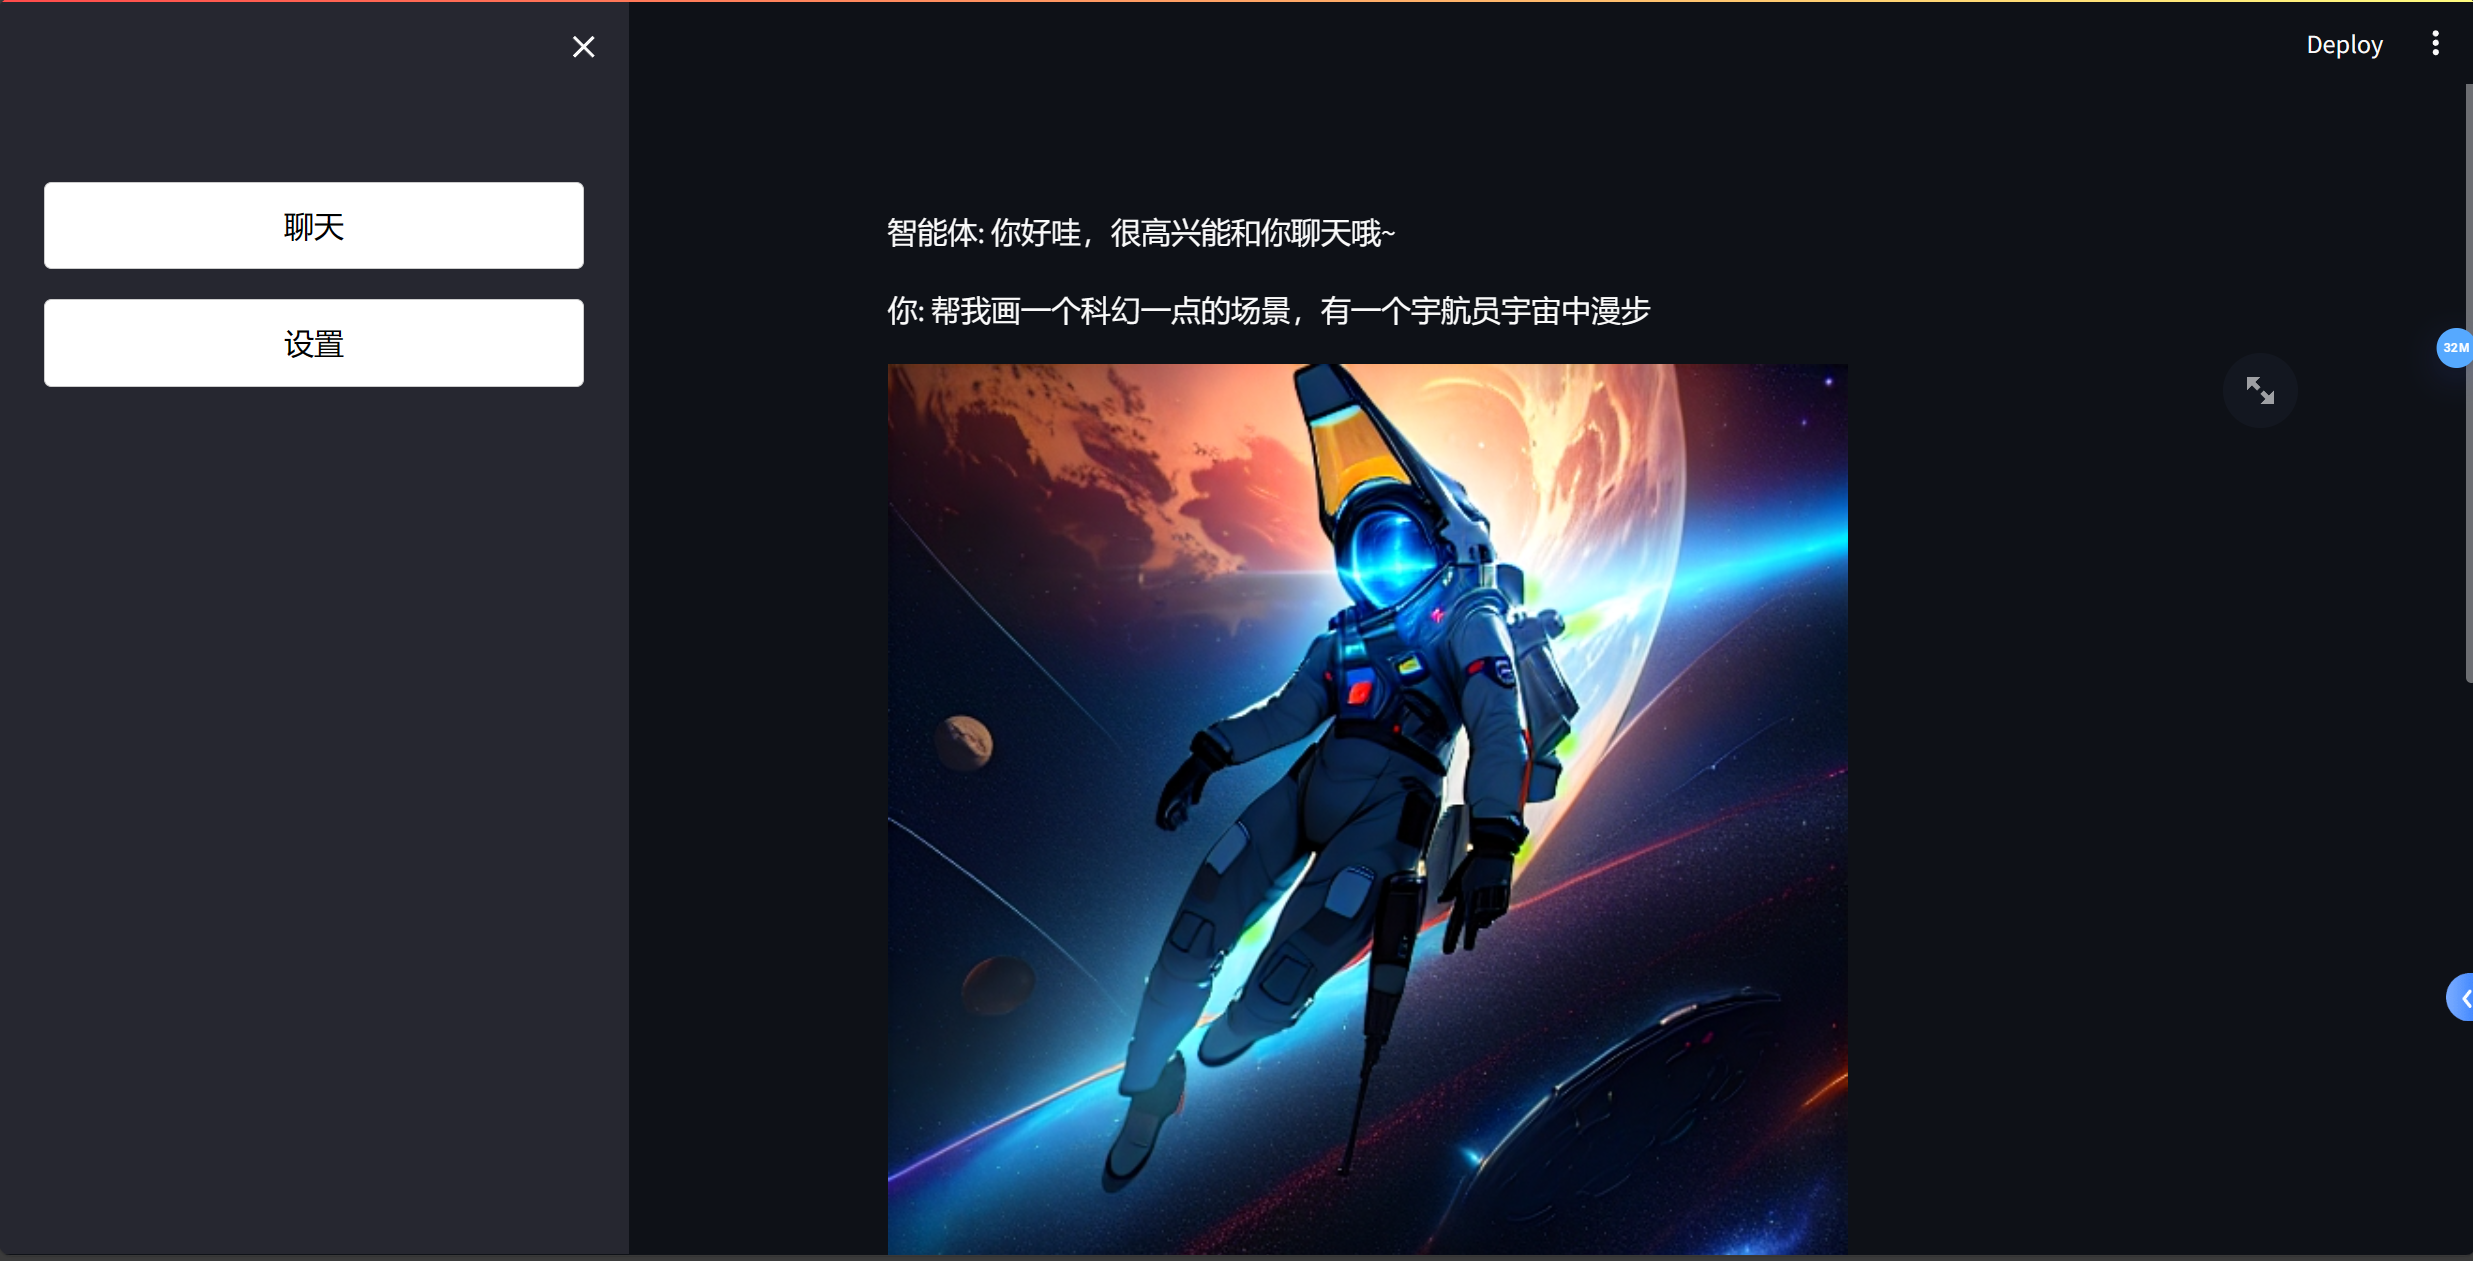 Deploy
聊天
设置
智能体: 你好哇，很高兴能和你聊天哦~
你: 帮我画一个科幻一点的场景，有一个宇航员宇宙中漫步
32M